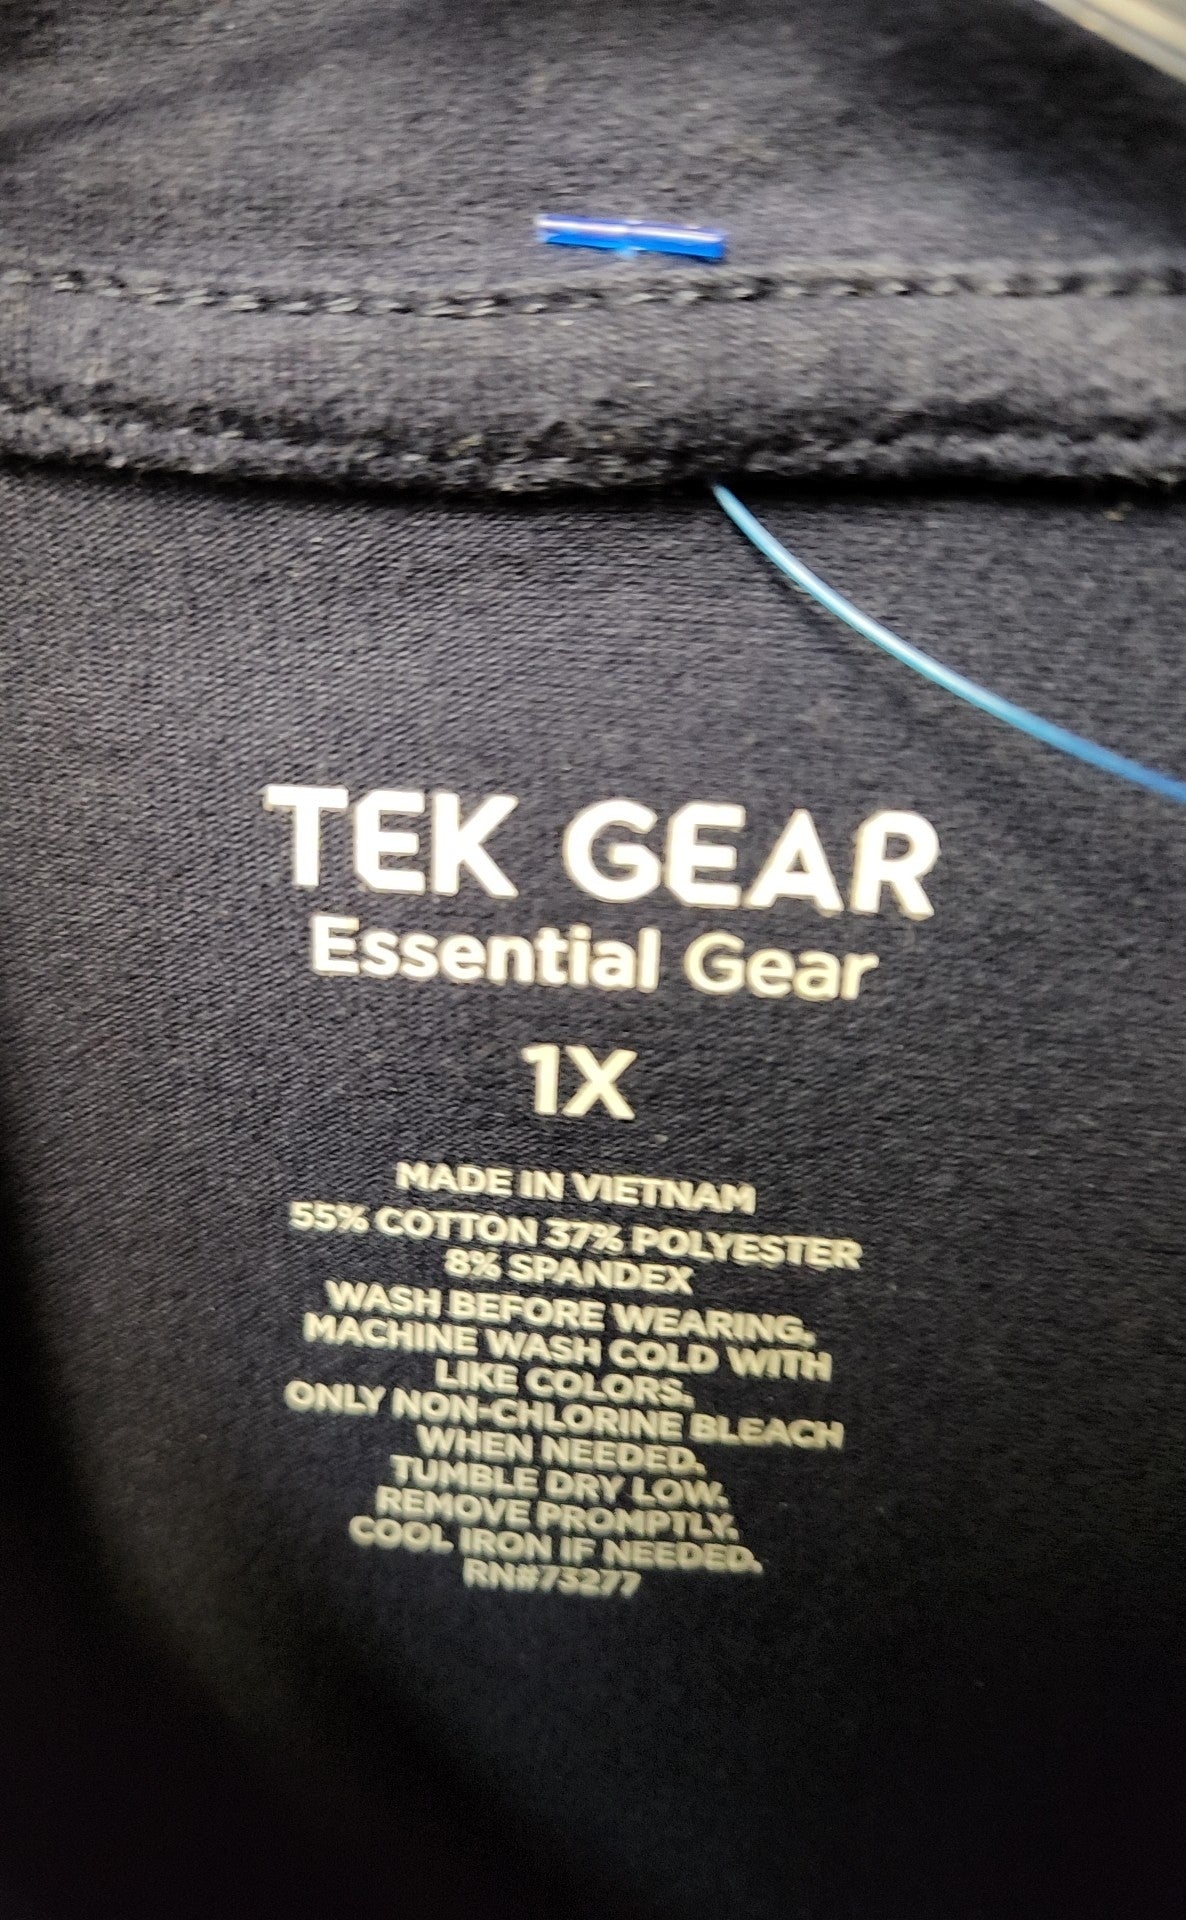 TEK GEAR
Essential Gear
1X
MADE IN VIETNAM
55% COTTON 37% POLYESTER
8% SPANDEX
WASH BEFORE WEARING.
MACHINE WASH COLD WITH
LIKE COLORS.
ONLY NON-CHLORINE BLEACH
WHEN NEEDED.
TUMBLE DRY LOW.
REMOVE PROMPTLY.
COOL IRON IF NEEDED.
RN#73277